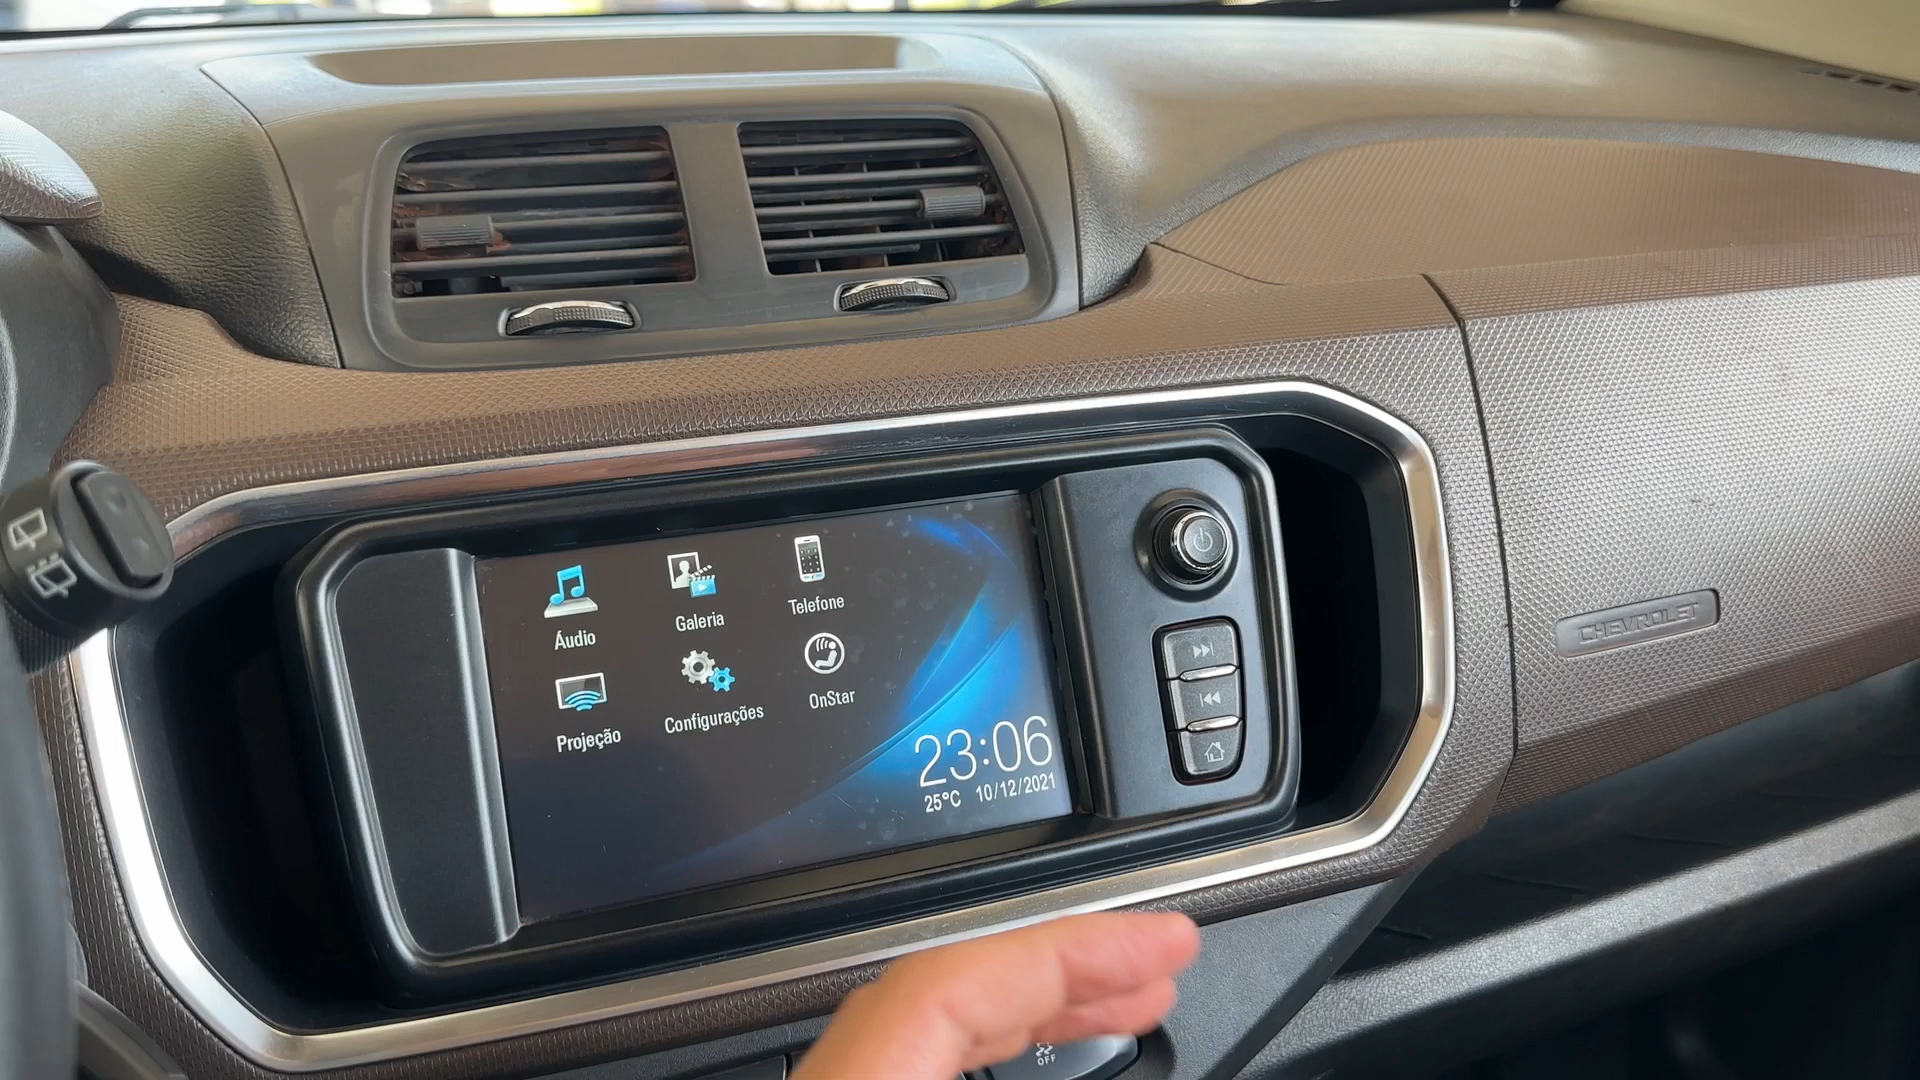 Áudio
Galeria
Telefone
Projeção
Configurações
OnStar
23:06
25°C 10/12/2021
CHEVROLET
OFF